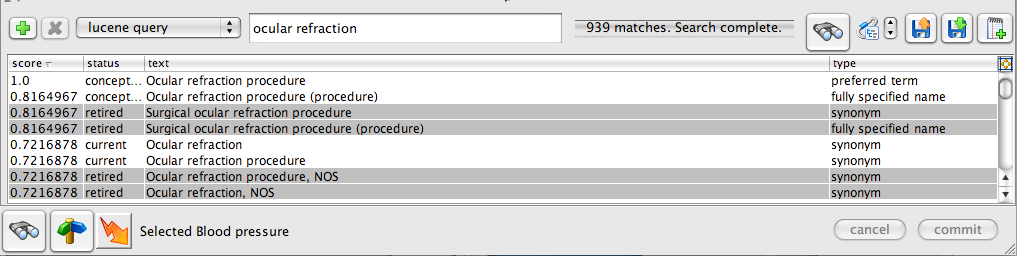 lucene query ocular refraction 939 matches. Search complete.
score status text type
1.0 concept... Ocular refraction procedure preferred term
0.8164967 concept... Ocular refraction procedure (procedure) fully specified name
0.8164967 retired Surgical ocular refraction procedure synonym
0.8164967 retired Surgical ocular refraction procedure (procedure) fully specified name
0.7216878 current Ocular refraction synonym
0.7216878 current Ocular refraction procedure synonym
0.7216878 retired Ocular refraction procedure, NOS synonym
0.7216878 retired Ocular refraction, NOS synonym
Selected Blood pressure cancel commit